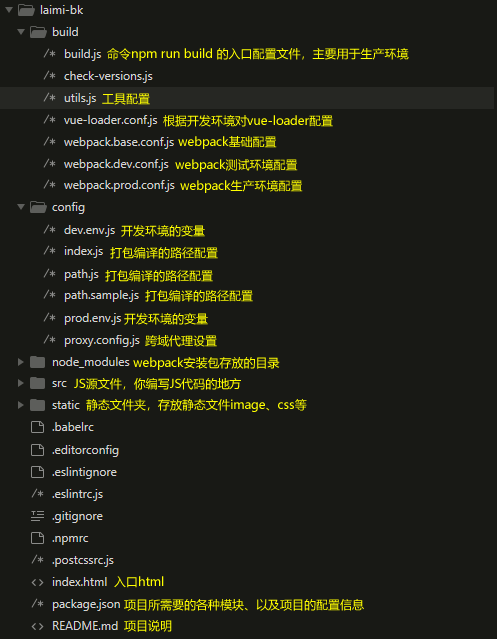 laimi-bk
build
build.js 命令npm run build 的入口配置文件，主要用于生产环境
check-versions.js
utils.js 工具配置
vue-loader.conf.js 根据开发环境对vue-loader配置
webpack.base.conf.js webpack基础配置
webpack.dev.conf.js webpack测试环境配置
webpack.prod.conf.js webpack生产环境配置
config
dev.env.js 开发环境的变量
index.js 打包编译的路径配置
path.js 打包编译的路径配置
path.sample.js 打包编译的路径配置
prod.env.js 开发环境的变量
proxy.config.js 跨域代理设置
node_modules webpack安装包存放的目录
src JS源文件，你编写JS代码的地方
static 静态文件夹，存放静态文件image、css等
.babelrc
.editorconfig
.eslintignore
/* .eslintrc.js
.gitignore
.npmrc
/* .postcssrc.js
<> index.html 入口html
/* package.json 项目所需要的各种模块、以及项目的配置信息
<> README.md 项目说明